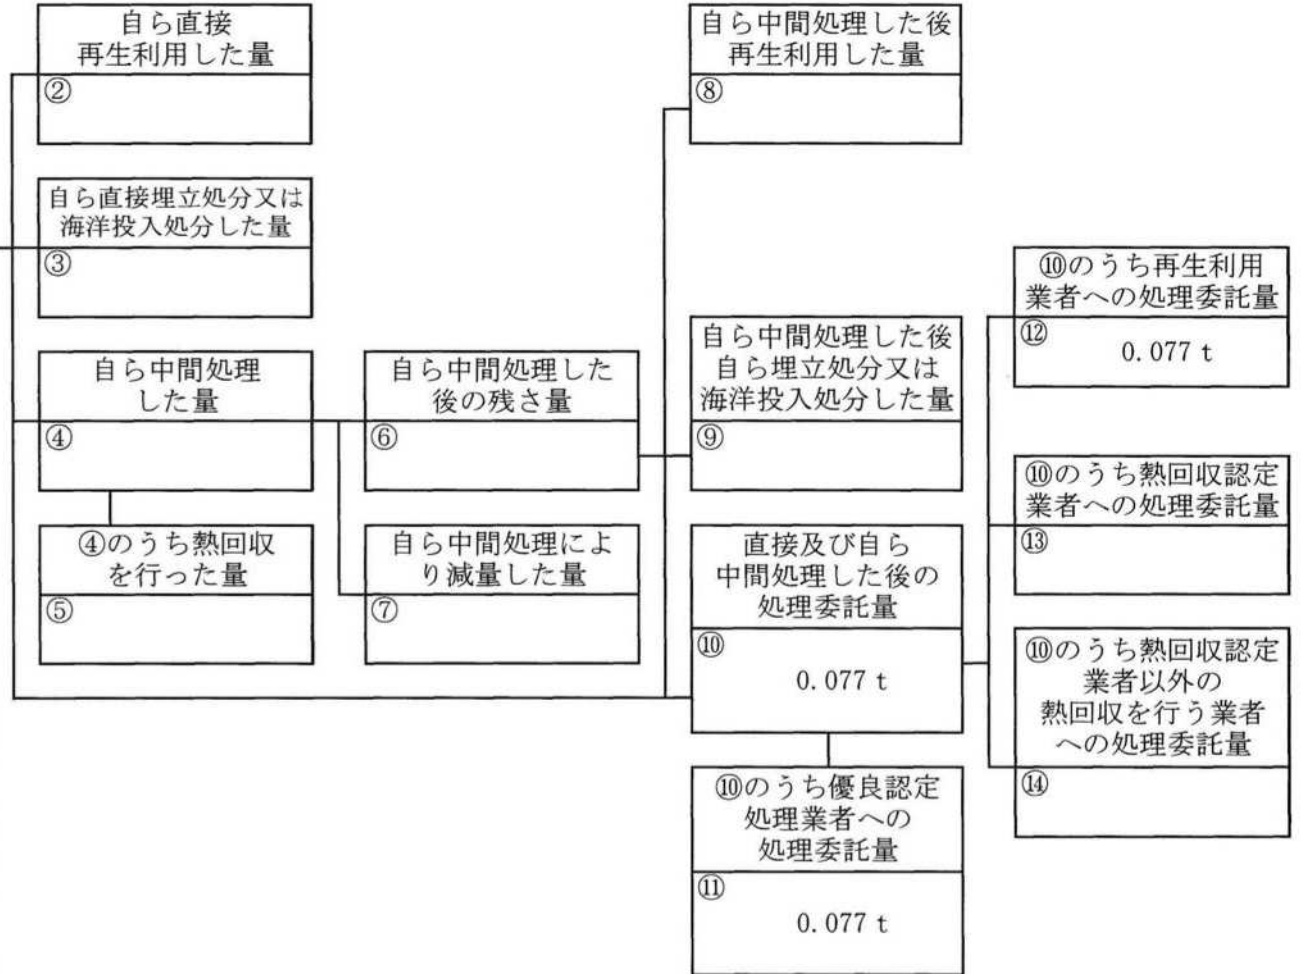 自ら直接
再生利用した量
②
自ら直接埋立処分又は
海洋投入処分した量
③
自ら中間処理
した量
④
④のうち熱回収
を行った量
⑤
自ら中間処理した
後の残さ量
⑥
自ら中間処理によ
り減量した量
⑦
自ら中間処理した後
再生利用した量
⑧
自ら中間処理した後
自ら埋立処分又は
海洋投入処分した量
⑨
直接及び自ら
中間処理した後の
処理委託量
⑩
0.077 t
⑩のうち優良認定
処理業者への
処理委託量
⑪
0.077 t
⑩のうち再生利用
業者への処理委託量
⑫
0.077 t
⑩のうち熱回収認定
業者への処理委託量
⑬
⑩のうち熱回収認定
業者以外の
熱回収を行う業者
への処理委託量
⑭